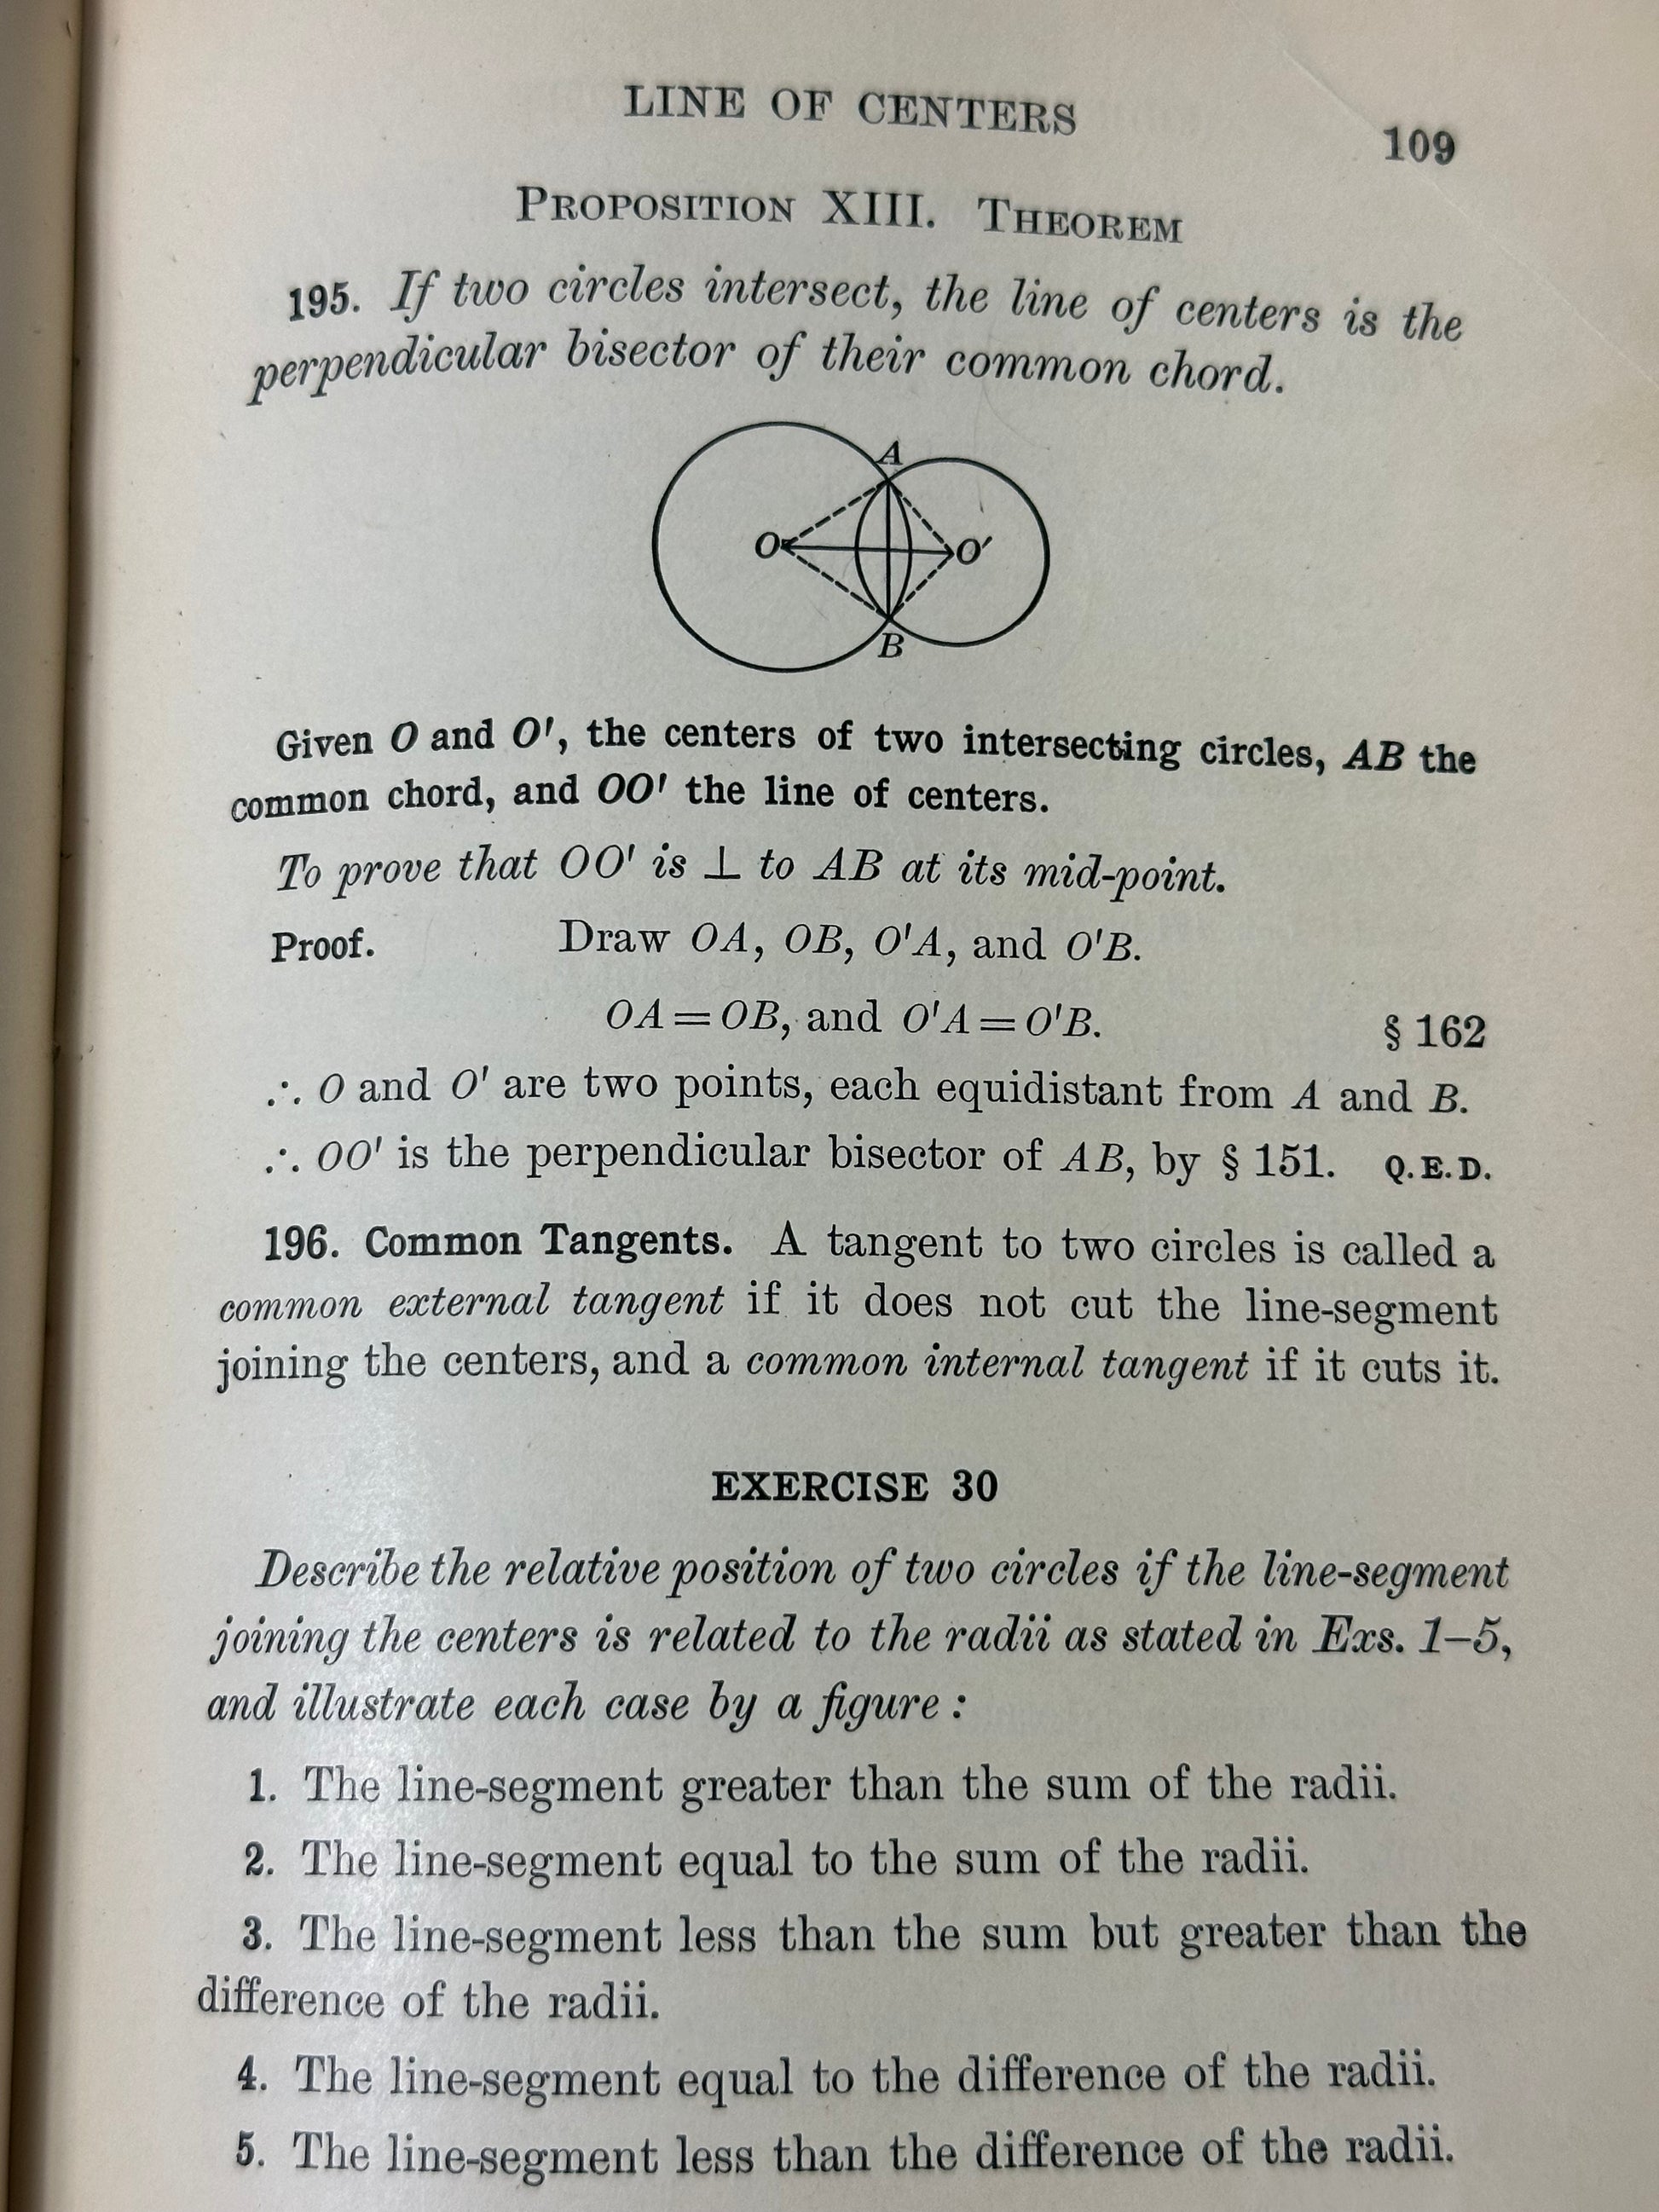 LINE OF CENTERS
109
PROPOSITION XIII. THEOREM
195. If two circles intersect, the line of centers is the
perpendicular bisector of their common chord.
A
O
O'
B
Given O and O', the centers of two intersecting circles, AB the
common chord, and OO' the line of centers.
To prove that OO' is ⊥ to AB at its mid-point.
Proof. Draw OA, OB, O'A, and O'B.
OA = OB, and O'A = O'B. § 162
∴ O and O' are two points, each equidistant from A and B.
∴ OO' is the perpendicular bisector of AB, by § 151. Q.E.D.
196. Common Tangents. A tangent to two circles is called a
common external tangent if it does not cut the line-segment
joining the centers, and a common internal tangent if it cuts it.
EXERCISE 30
Describe the relative position of two circles if the line-segment
joining the centers is related to the radii as stated in Exs. 1–5,
and illustrate each case by a figure :
1. The line-segment greater than the sum of the radii.
2. The line-segment equal to the sum of the radii.
3. The line-segment less than the sum but greater than the
difference of the radii.
4. The line-segment equal to the difference of the radii.
5. The line-segment less than the difference of the radii.